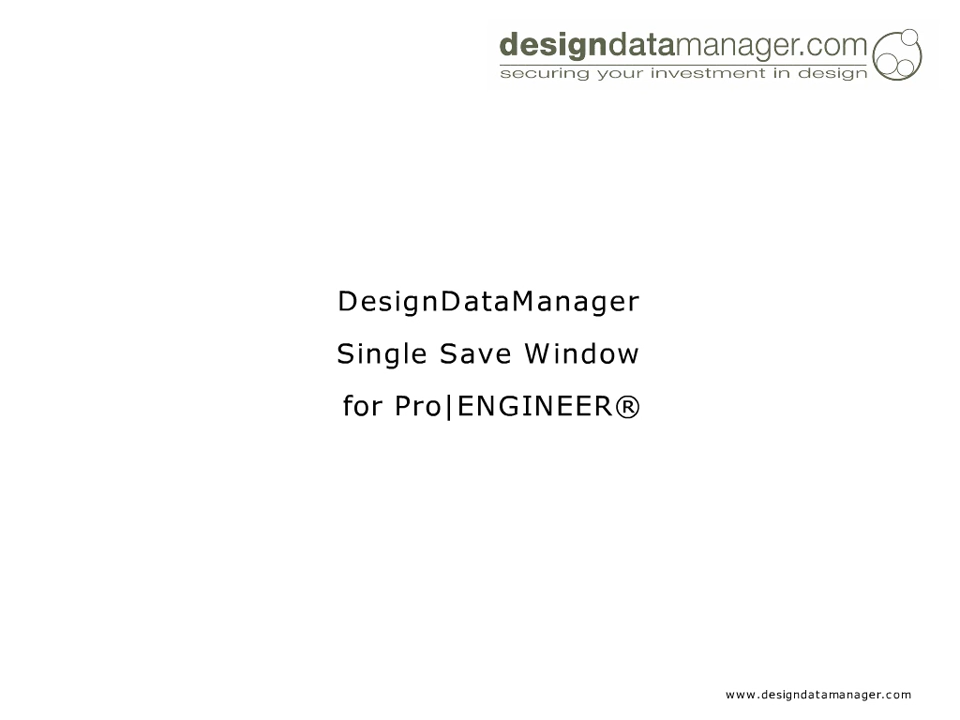 designdatamanager.com
securing your investment in design
DesignDataManager
Single Save Window
for Pro|ENGINEER®
www.designdatamanager.com